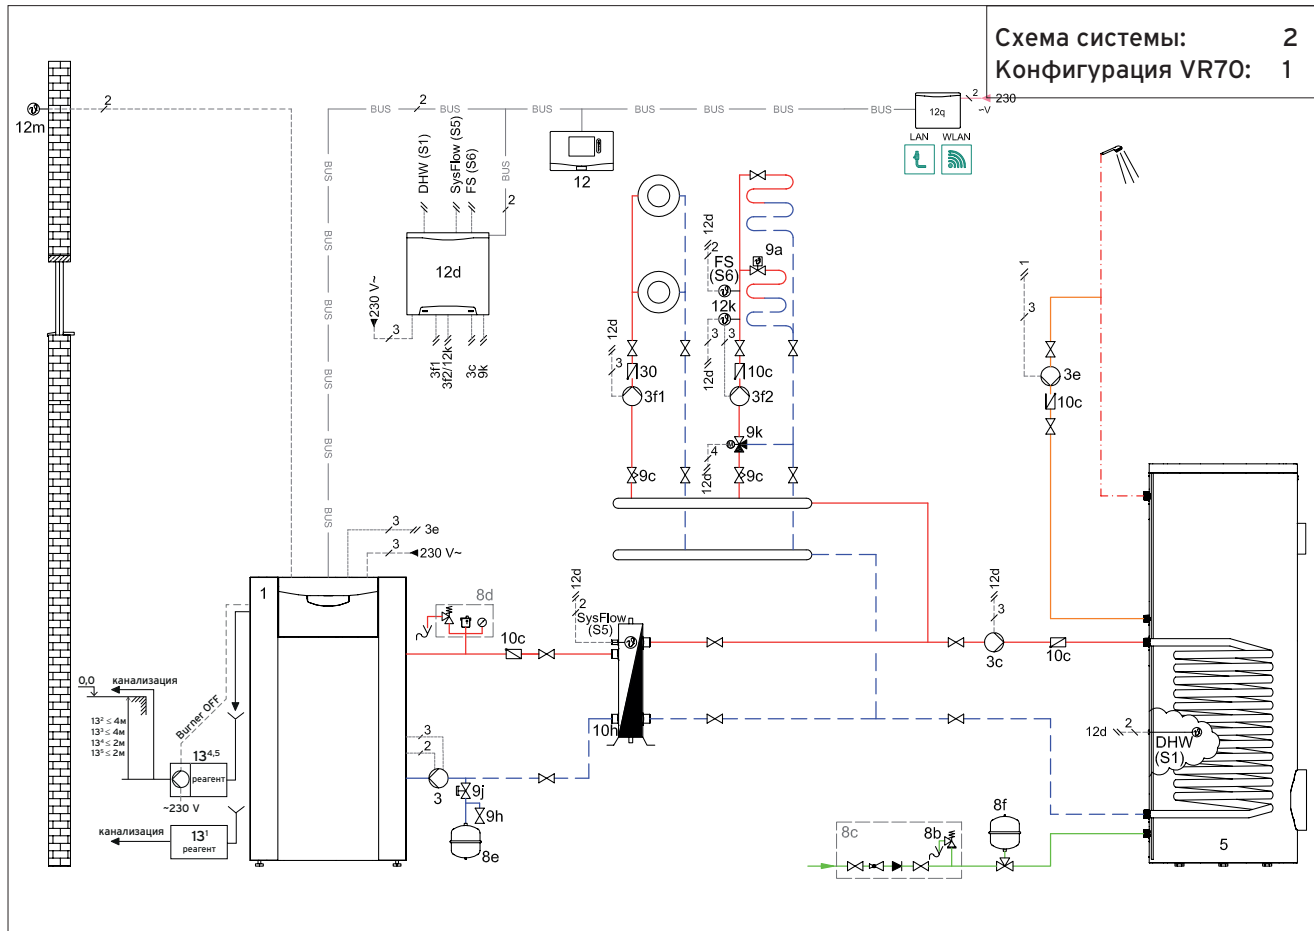 Схема системы: 2
Конфигурация VR70: 1
12m
2
BUS
2
BUS
BUS
BUS
BUS
BUS
12q
2
230
~V
LAN WLAN
12
DHW (S1)
SysFlow (S5)
FS (S6)
BUS
2
12d
230 V~
3
3f1
3f2/12k
3c
9k
BUS
BUS
BUS
BUS
BUS
12d
2
FS
(S6)
9a
12k
12d
3
30
3f1
3
3
12d
10c
3f2
9k
4
12d
9c
9c
1
3
3e
10c
3
3e
3
230 V~
1
8d
10c
12d
2
SysFlow
(S5)
10h
12d
3
3c
10c
12d
2
DHW
(S1)
5
0,0
канализация
13² ≤ 4м
13³ ≤ 4м
13⁴ ≤ 2м
13⁵ ≤ 2м
Burner OFF
13⁴,⁵
реагент
~230 V
канализация
13¹
реагент
3
2
3
9j
9h
8e
8c
8b
8f